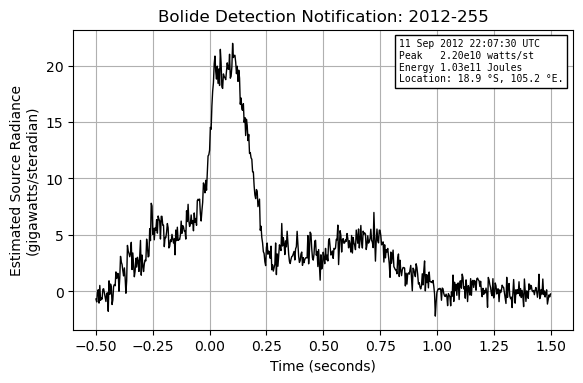 Bolide Detection Notification: 2012-255
11 Sep 2012 22:07:30 UTC
Peak   2.20e10 watts/st
Energy 1.03e11 Joules
Location: 18.9 °S, 105.2 °E.
Estimated Source Radiance
(gigawatts/steradian)
20
15
10
5
0
−0.50 −0.25 0.00 0.25 0.50 0.75 1.00 1.25 1.50
Time (seconds)